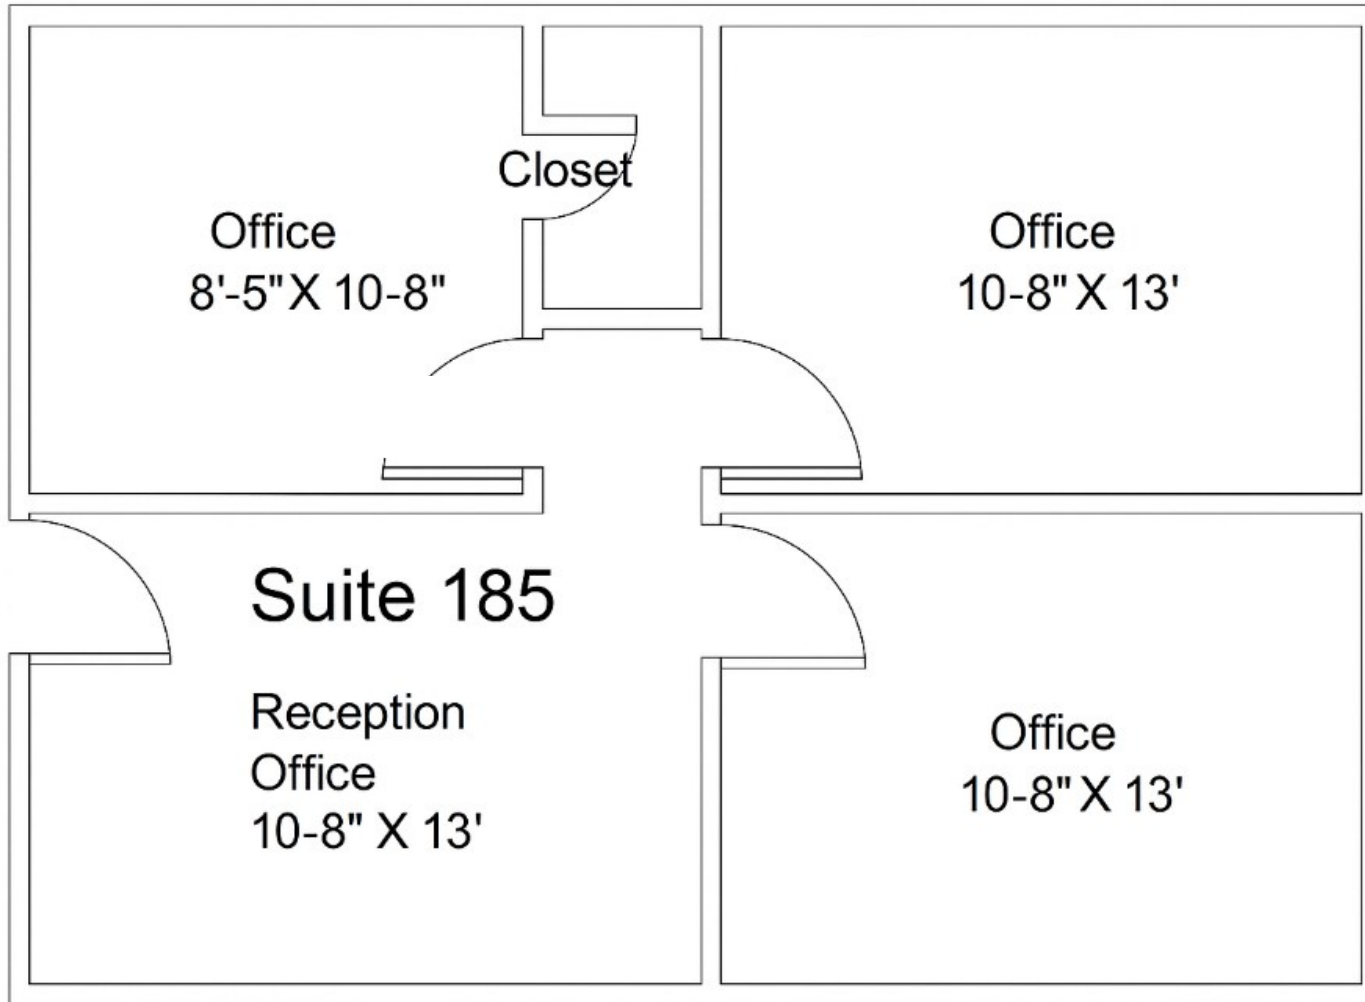 Closet
Office
8'-5" X 10-8"
Office
10-8" X 13'
Suite 185
Reception
Office
10-8" X 13'
Office
10-8" X 13'